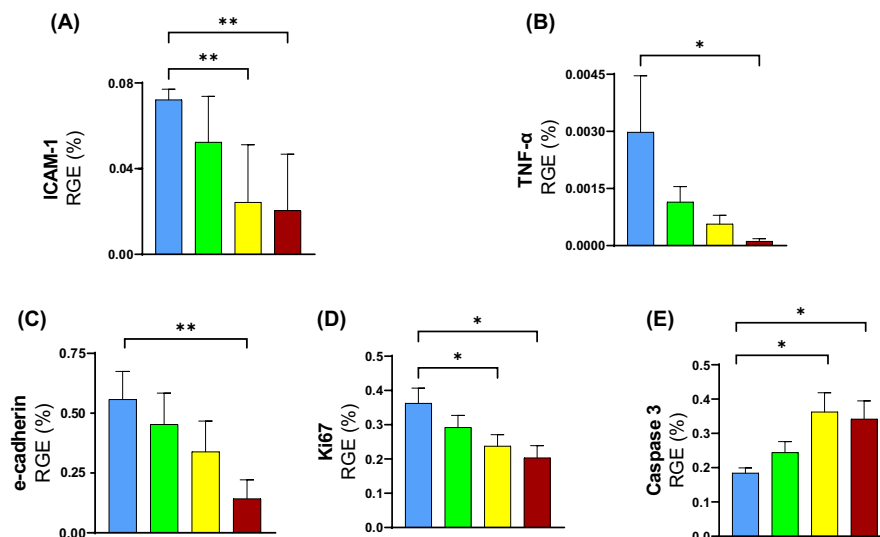 (A)
**
**
ICAM-1
RGE (%)
0.08
0.04
0.00
(B)
*
TNF-α
RGE (%)
0.0045
0.0030
0.0015
0.0000
(C)
**
e-cadherin
RGE (%)
0.75
0.50
0.25
0.00
(D)
*
*
Ki67
RGE (%)
0.5
0.4
0.3
0.2
0.1
0.0
(E)
*
*
Caspase 3
RGE (%)
0.5
0.4
0.3
0.2
0.1
0.0